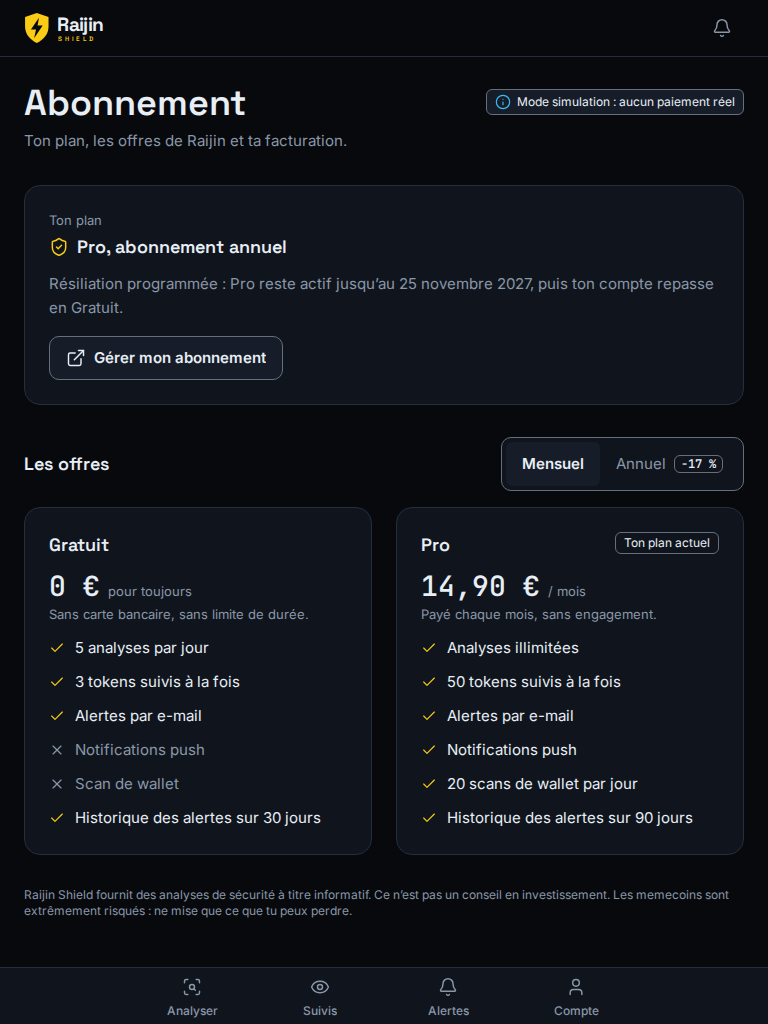 Raijin
SHIELD
Abonnement
Mode simulation : aucun paiement réel
Ton plan, les offres de Raijin et ta facturation.
Ton plan
Pro, abonnement annuel
Résiliation programmée : Pro reste actif jusqu’au 25 novembre 2027, puis ton compte repasse
en Gratuit.
Gérer mon abonnement
Les offres
Mensuel
Annuel -17 %
Gratuit
0 € pour toujours
Sans carte bancaire, sans limite de durée.
5 analyses par jour
3 tokens suivis à la fois
Alertes par e-mail
Notifications push
Scan de wallet
Historique des alertes sur 30 jours
Pro
Ton plan actuel
14,90 € / mois
Payé chaque mois, sans engagement.
Analyses illimitées
50 tokens suivis à la fois
Alertes par e-mail
Notifications push
20 scans de wallet par jour
Historique des alertes sur 90 jours
Raijin Shield fournit des analyses de sécurité à titre informatif. Ce n’est pas un conseil en investissement. Les memecoins sont
extrêmement risqués : ne mise que ce que tu peux perdre.
Analyser
Suivis
Alertes
Compte